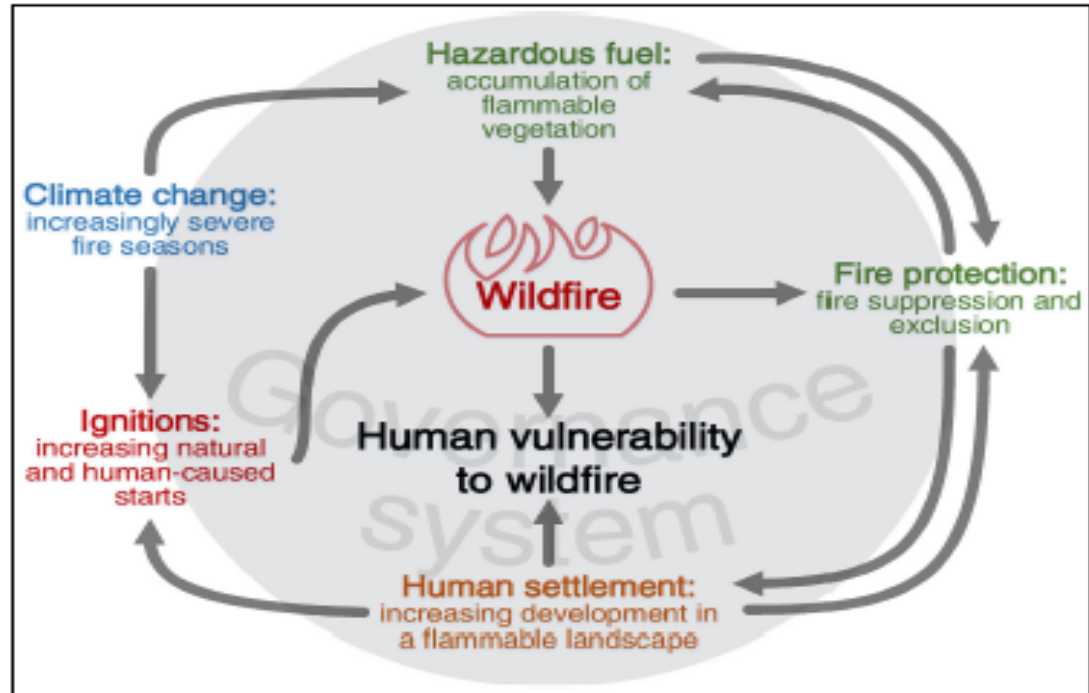 Hazardous fuel:
accumulation of
flammable
vegetation
Climate change:
increasingly severe
fire seasons
Wildfire
Fire protection:
fire suppression and
exclusion
Governance
system
Ignitions:
increasing natural
and human-caused
starts
Human vulnerability
to wildfire
Human settlement:
increasing development in
a flammable landscape